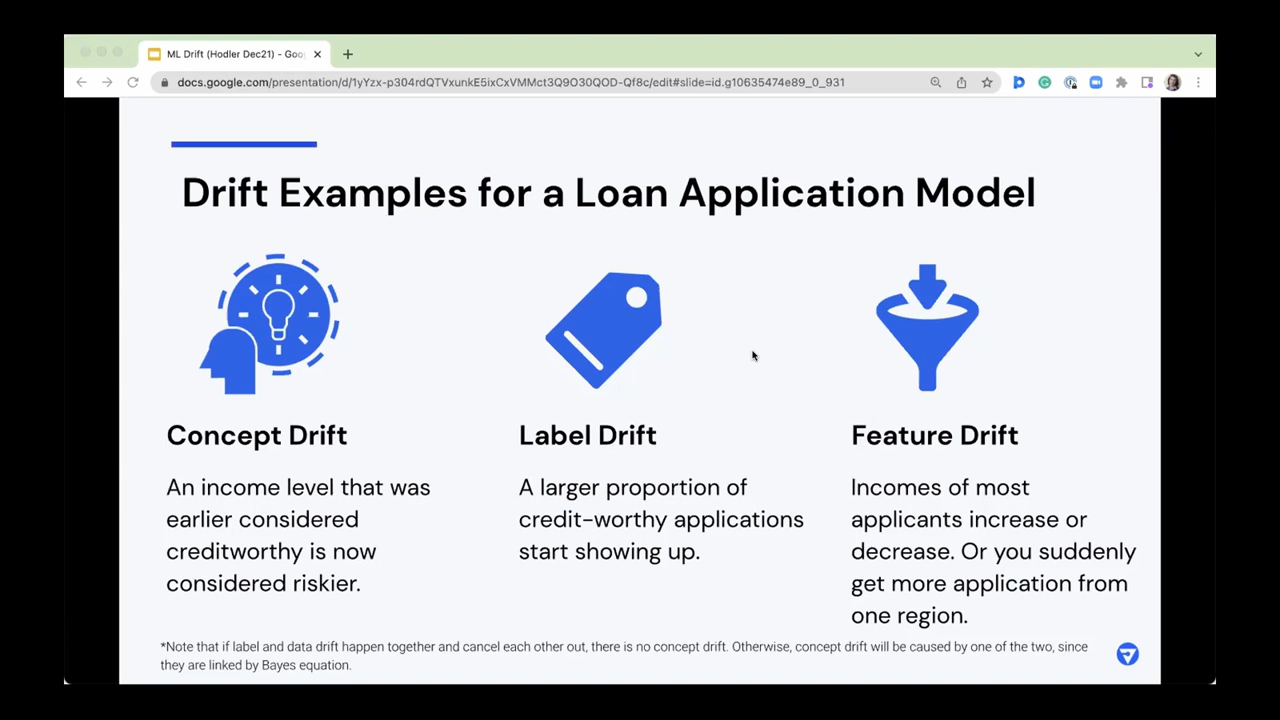 ML Drift (Hodler Dec21) - Goo
docs.google.com/presentation/d/1yYzx-p304rdQTVxunkE5ixCxVMMct3Q9O30QOD-Qf8c/edit#slide=id.g10635474e89_0_931
Drift Examples for a Loan Application Model
Concept Drift
An income level that was
earlier considered
creditworthy is now
considered riskier.
Label Drift
A larger proportion of
credit-worthy applications
start showing up.
Feature Drift
Incomes of most
applicants increase or
decrease. Or you suddenly
get more application from
one region.
*Note that if label and data drift happen together and cancel each other out, there is no concept drift. Otherwise, concept drift will be caused by one of the two, since
they are linked by Bayes equation.